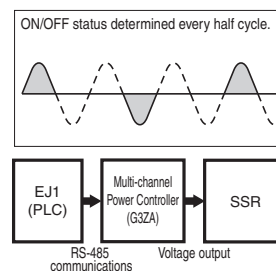 ON/OFF status determined every half cycle.
EJ1
(PLC)
Multi-channel
Power Controller
(G3ZA)
SSR
RS-485
communications
Voltage output